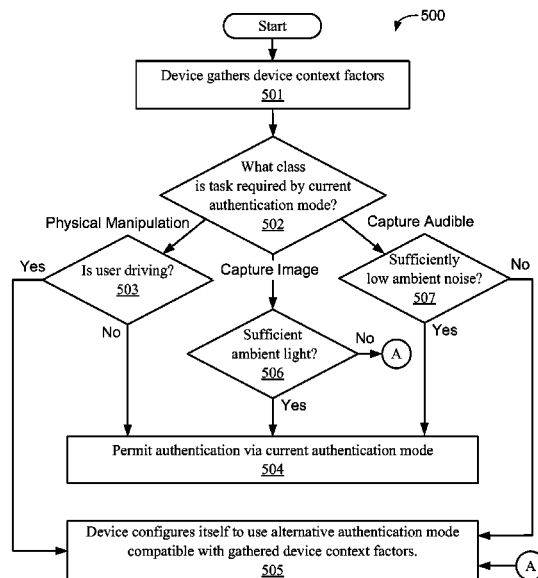 Start
500
Device gathers device context factors
501
What class
is task required by current
authentication mode?
502
Physical Manipulation
Capture Audible
Capture Image
Yes
Is user driving?
503
No
Sufficiently
low ambient noise?
507
No
Yes
Sufficient
ambient light?
506
No
A
Yes
Permit authentication via current authentication mode
504
Device configures itself to use alternative authentication mode
compatible with gathered device context factors.
505
A